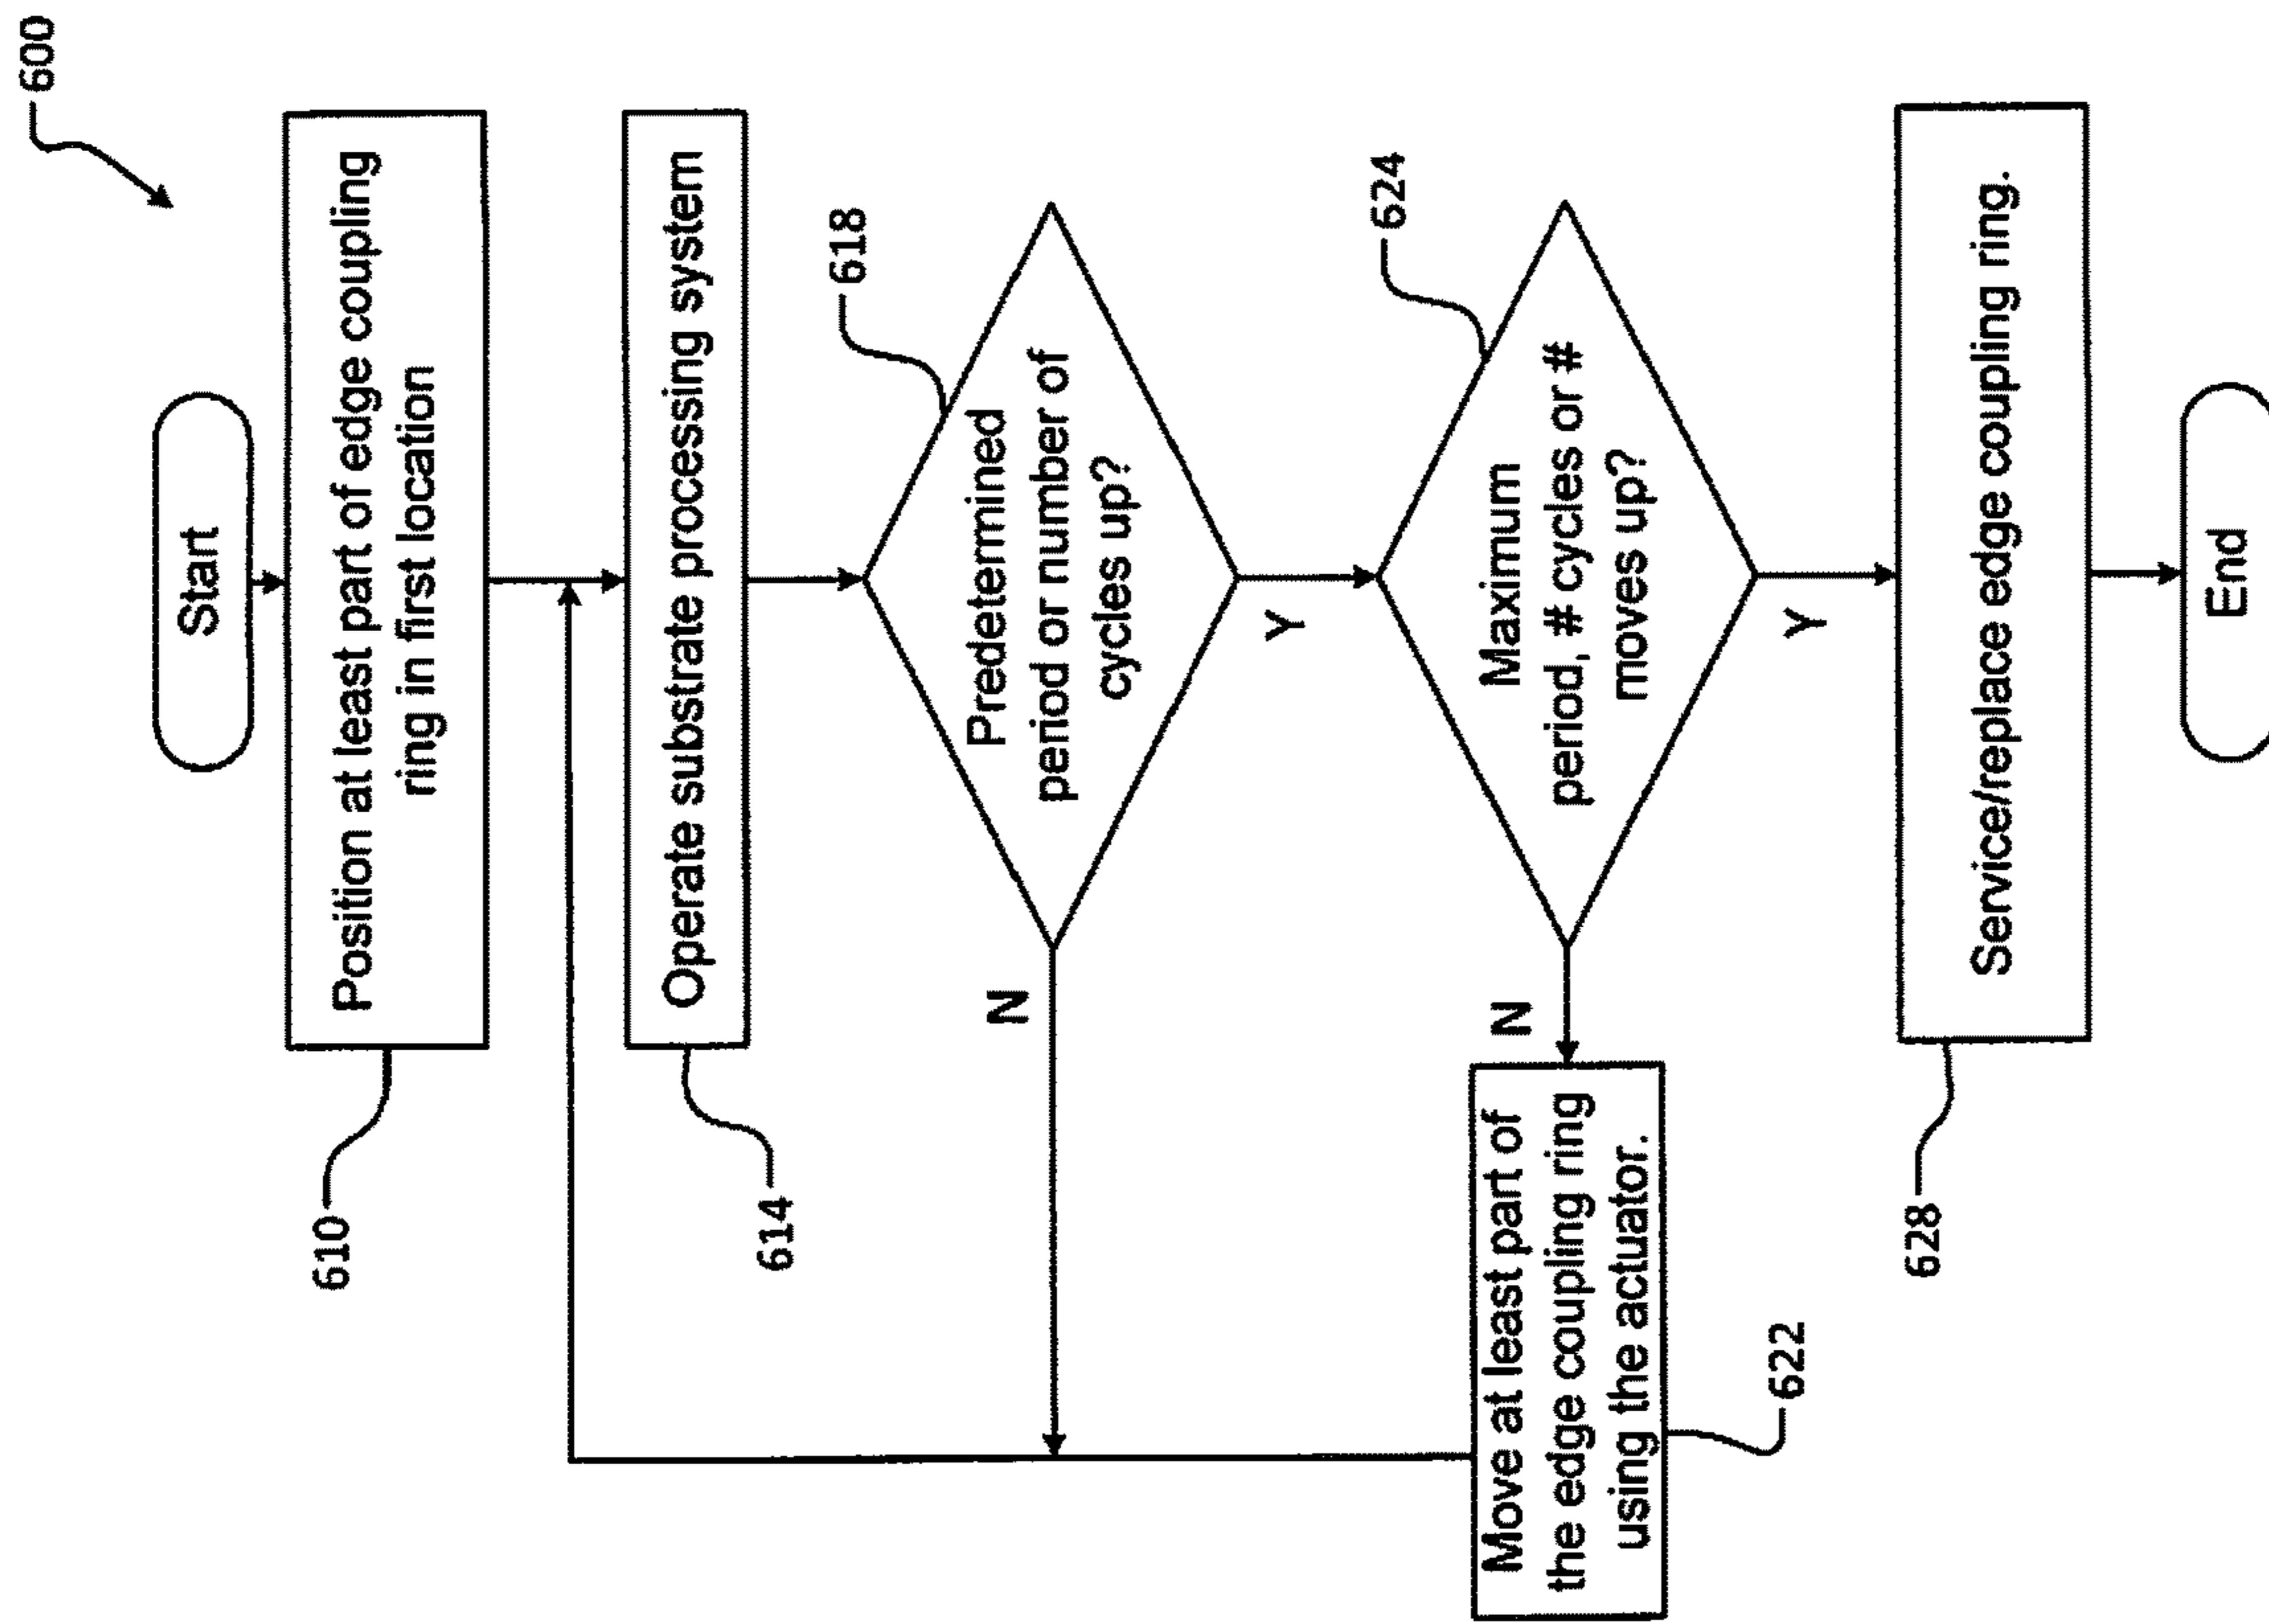 600
Start
Position at least part of edge coupling
ring in first location
610
Operate substrate processing system
614
618
Predetermined
period or number of
cycles up?
N
Y
624
Maximum
period, # cycles or #
moves up?
N
Y
Move at least part of
the edge coupling ring
using the actuator.
622
Service/replace edge coupling ring.
628
End